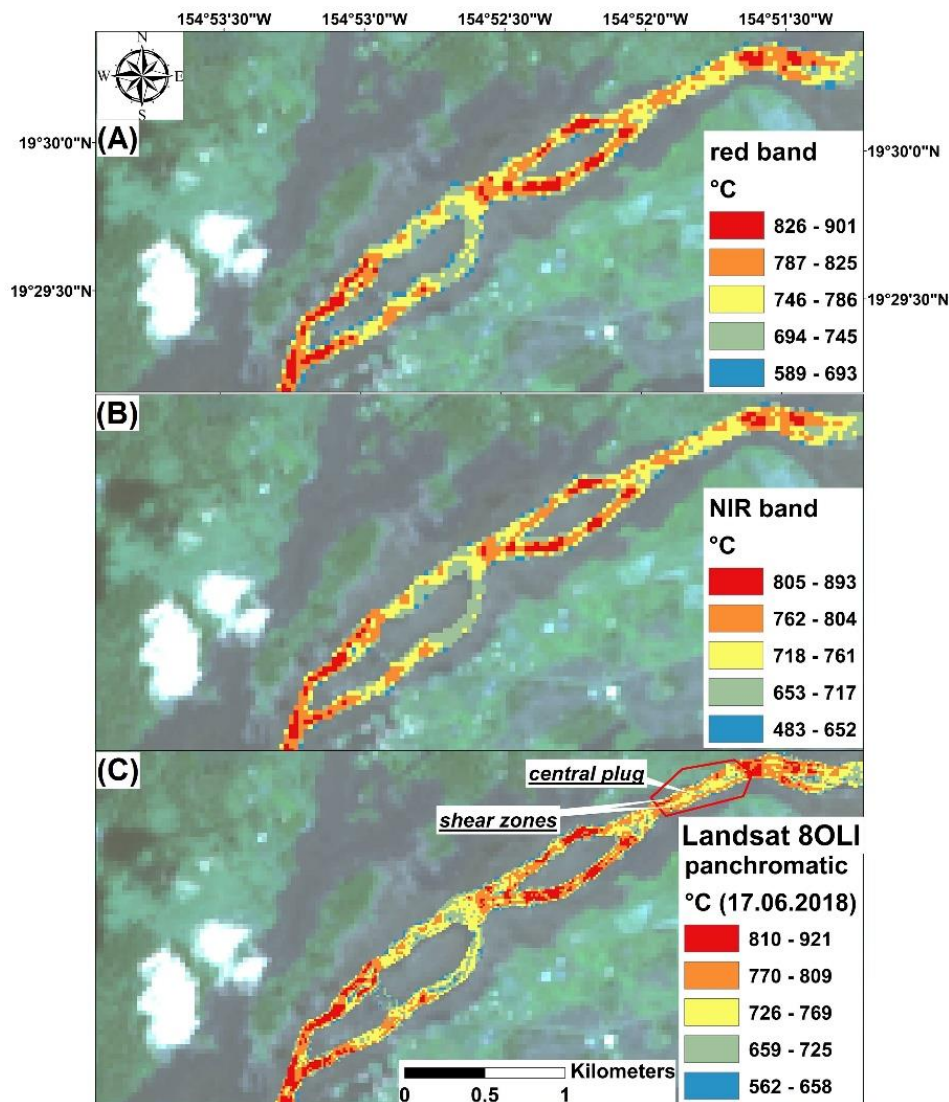 154°53'30"W 154°53'0"W 154°52'30"W 154°52'0"W 154°51'30"W
N
W E
S
(A)
19°30'0"N 19°30'0"N
19°29'30"N 19°29'30"N
red band
°C
826 - 901
787 - 825
746 - 786
694 - 745
589 - 693
(B)
NIR band
°C
805 - 893
762 - 804
718 - 761
653 - 717
483 - 652
(C)
central plug
shear zones
Landsat 8OLI
panchromatic
°C (17.06.2018)
810 - 921
770 - 809
726 - 769
659 - 725
562 - 658
Kilometers
0 0.5 1